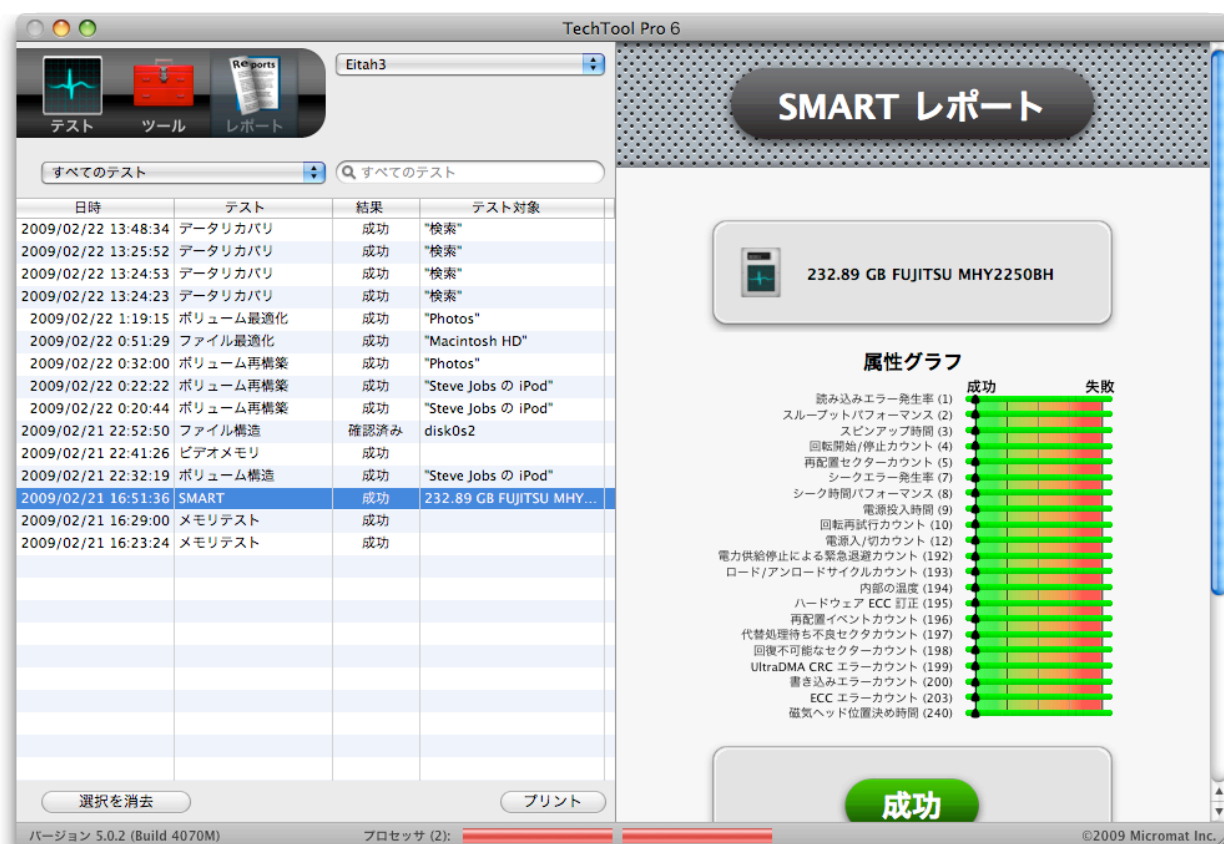 TechTool Pro 6
Reports
テスト ツール レポート
Eitah3
すべてのテスト
すべてのテスト
日時 テスト 結果 テスト対象
2009/02/22 13:48:34 データリカバリ 成功 "検索"
2009/02/22 13:25:52 データリカバリ 成功 "検索"
2009/02/22 13:24:53 データリカバリ 成功 "検索"
2009/02/22 13:24:23 データリカバリ 成功 "検索"
2009/02/22 1:19:15 ボリューム最適化 成功 "Photos"
2009/02/22 0:51:29 ファイル最適化 成功 "Macintosh HD"
2009/02/22 0:32:00 ボリューム再構築 成功 "Photos"
2009/02/22 0:22:22 ボリューム再構築 成功 "Steve Jobs の iPod"
2009/02/22 0:20:44 ボリューム再構築 成功 "Steve Jobs の iPod"
2009/02/21 22:52:50 ファイル構造 確認済み disk0s2
2009/02/21 22:41:26 ビデオメモリ 成功
2009/02/21 22:32:19 ボリューム構造 成功 "Steve Jobs の iPod"
2009/02/21 16:51:36 SMART 成功 232.89 GB FUJITSU MHY...
2009/02/21 16:29:00 メモリテスト 成功
2009/02/21 16:23:24 メモリテスト 成功
選択を消去
プリント
SMART レポート
232.89 GB FUJITSU MHY2250BH
属性グラフ
成功 失敗
読み込みエラー発生率 (1)
スループットパフォーマンス (2)
スピンアップ時間 (3)
回転開始/停止カウント (4)
再配置セクターカウント (5)
シークエラー発生率 (7)
シーク時間パフォーマンス (8)
電源投入時間 (9)
回転再試行カウント (10)
電源入/切カウント (12)
電力供給停止による緊急退避カウント (192)
ロード/アンロードサイクルカウント (193)
内部の温度 (194)
ハードウェア ECC 訂正 (195)
再配置イベントカウント (196)
代替処理待ち不良セクタカウント (197)
回復不可能なセクターカウント (198)
UltraDMA CRC エラーカウント (199)
書き込みエラーカウント (200)
ECC エラーカウント (203)
磁気ヘッド位置決め時間 (240)
成功
バージョン 5.0.2 (Build 4070M)
プロセッサ (2):
©2009 Micromat Inc.